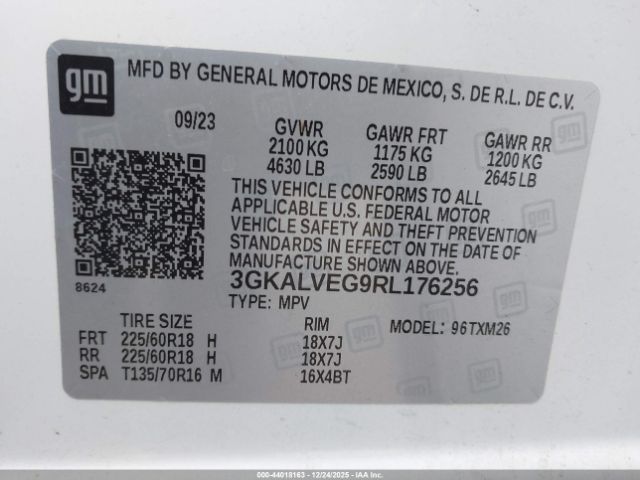 gm
MFD BY GENERAL MOTORS DE MEXICO, S. DE R.L. DE C.V.
09/23
GVWR GAWR FRT GAWR RR
2100 KG 1175 KG 1200 KG
4630 LB 2590 LB 2645 LB
THIS VEHICLE CONFORMS TO ALL
APPLICABLE U.S. FEDERAL MOTOR
VEHICLE SAFETY AND THEFT PREVENTION
STANDARDS IN EFFECT ON THE DATE OF
MANUFACTURE SHOWN ABOVE.
8624
3GKALVEG9RL176256
TYPE: MPV
TIRE SIZE RIM MODEL: 96TXM26
FRT 225/60R18 H 18X7J
RR 225/60R18 H 18X7J
SPA T135/70R16 M 16X4BT
000-44018163 - 12/24/2025 - IAAI.COM